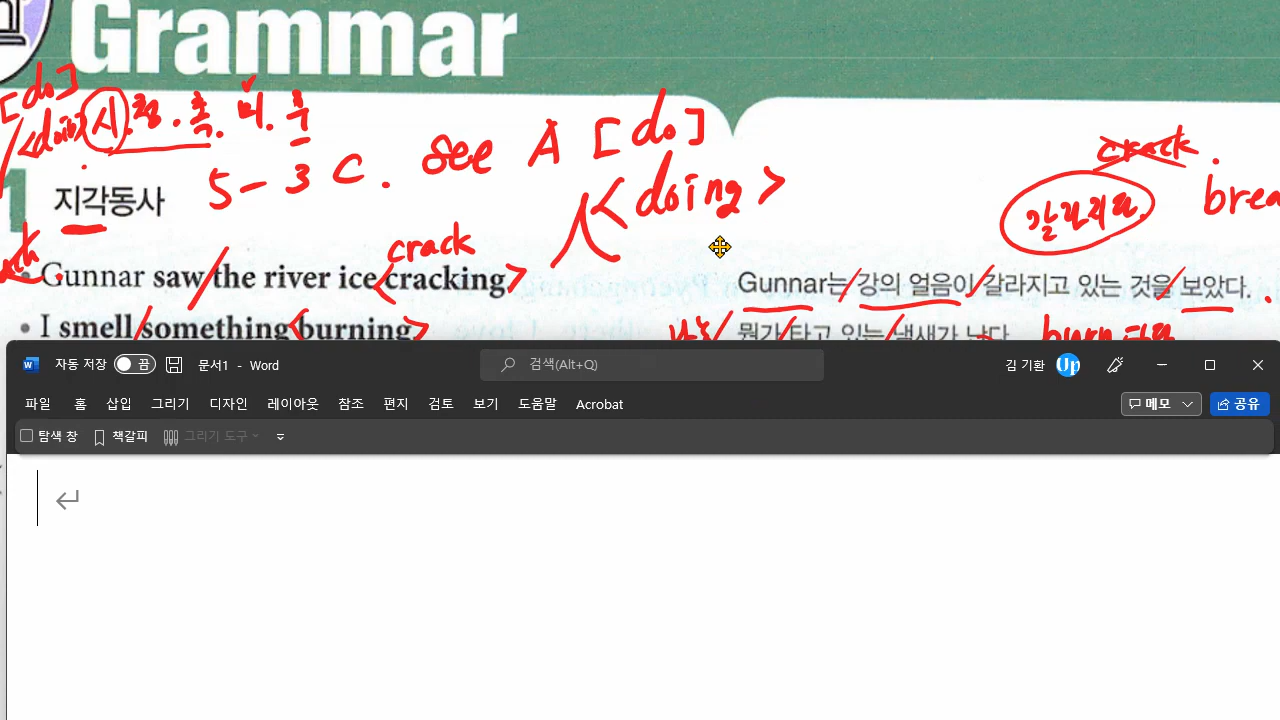 Grammar
[do]
<doing> 시.청.촉.미.후
5-3 C. see A [do]
<doing>
crack.
1 지각동사
갈라지다. brea
crack
• Gunnar saw the river ice cracking Gunnar는 강의 얼음이 갈라지고 있는 것을 보았다.
• I smell something burning 나는 뭔가 타고 있는 냄새가 난다 burn 타다
자동 저장 끔 문서1 - Word 검색(Alt+Q) 김 기환 Up
파일 홈 삽입 그리기 디자인 레이아웃 참조 편지 검토 보기 도움말 Acrobat 메모 공유
탐색 창 책갈피 그리기 도구